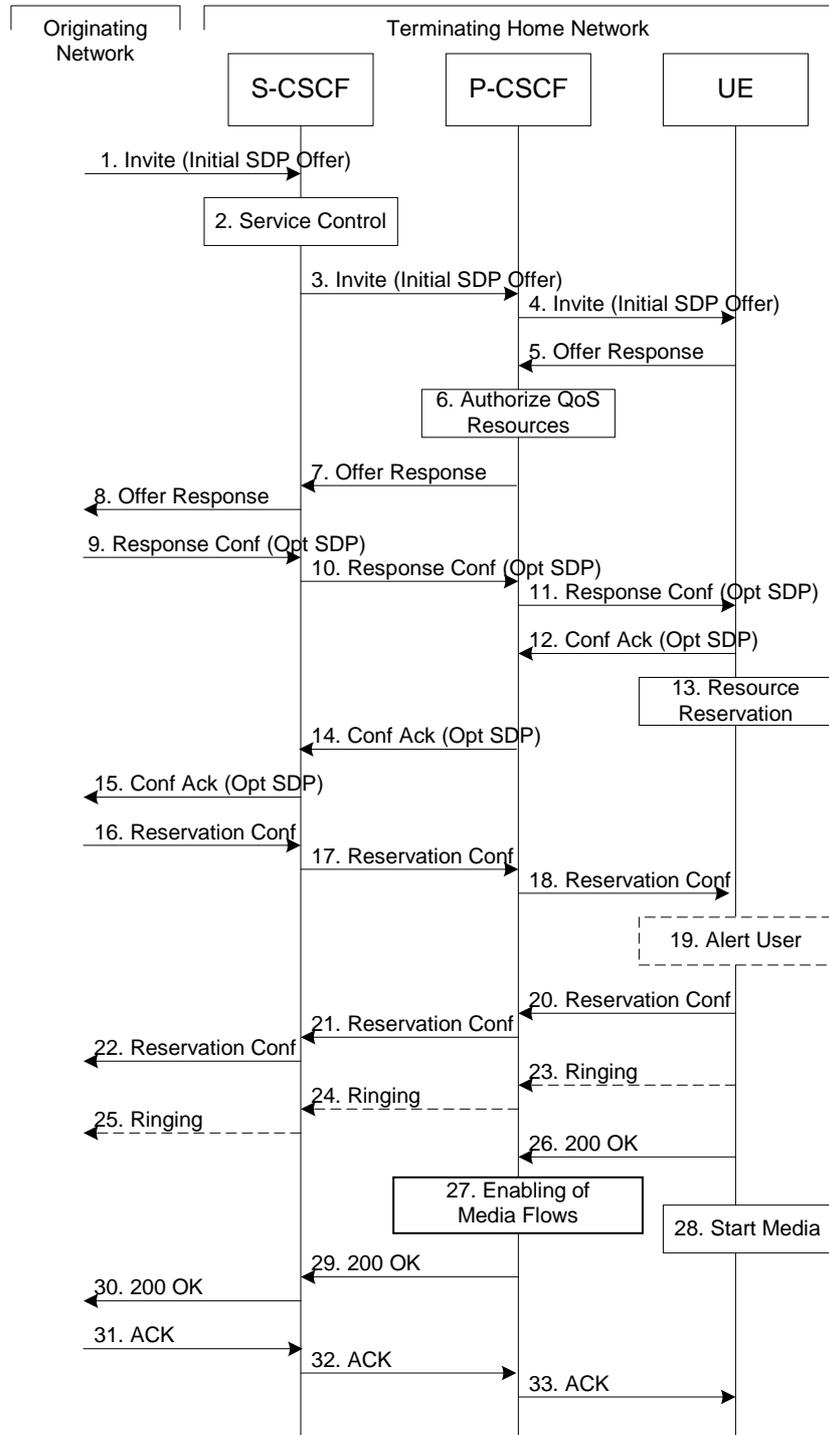 Originating
Network
Terminating Home Network
S-CSCF
P-CSCF
UE
1. Invite (Initial SDP Offer)
2. Service Control
3. Invite (Initial SDP Offer)
4. Invite (Initial SDP Offer)
5. Offer Response
6. Authorize QoS
Resources
7. Offer Response
8. Offer Response
9. Response Conf (Opt SDP)
10. Response Conf (Opt SDP)
11. Response Conf (Opt SDP)
12. Conf Ack (Opt SDP)
13. Resource
Reservation
14. Conf Ack (Opt SDP)
15. Conf Ack (Opt SDP)
16. Reservation Conf
17. Reservation Conf
18. Reservation Conf
19. Alert User
20. Reservation Conf
21. Reservation Conf
22. Reservation Conf
23. Ringing
24. Ringing
25. Ringing
26. 200 OK
27. Enabling of
Media Flows
28. Start Media
29. 200 OK
30. 200 OK
31. ACK
32. ACK
33. ACK